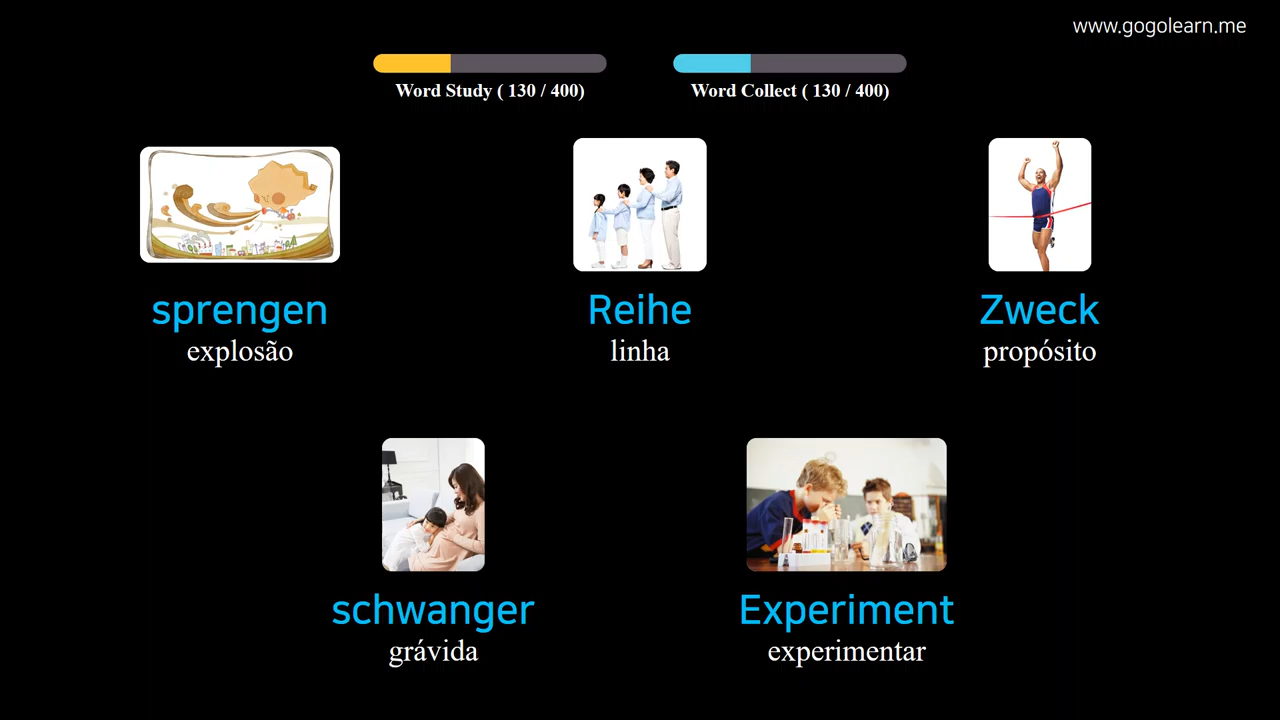 www.gogolearn.me
Word Study ( 130 / 400)
Word Collect ( 130 / 400)
sprengen
explosão
Reihe
linha
Zweck
propósito
schwanger
grávida
Experiment
experimentar